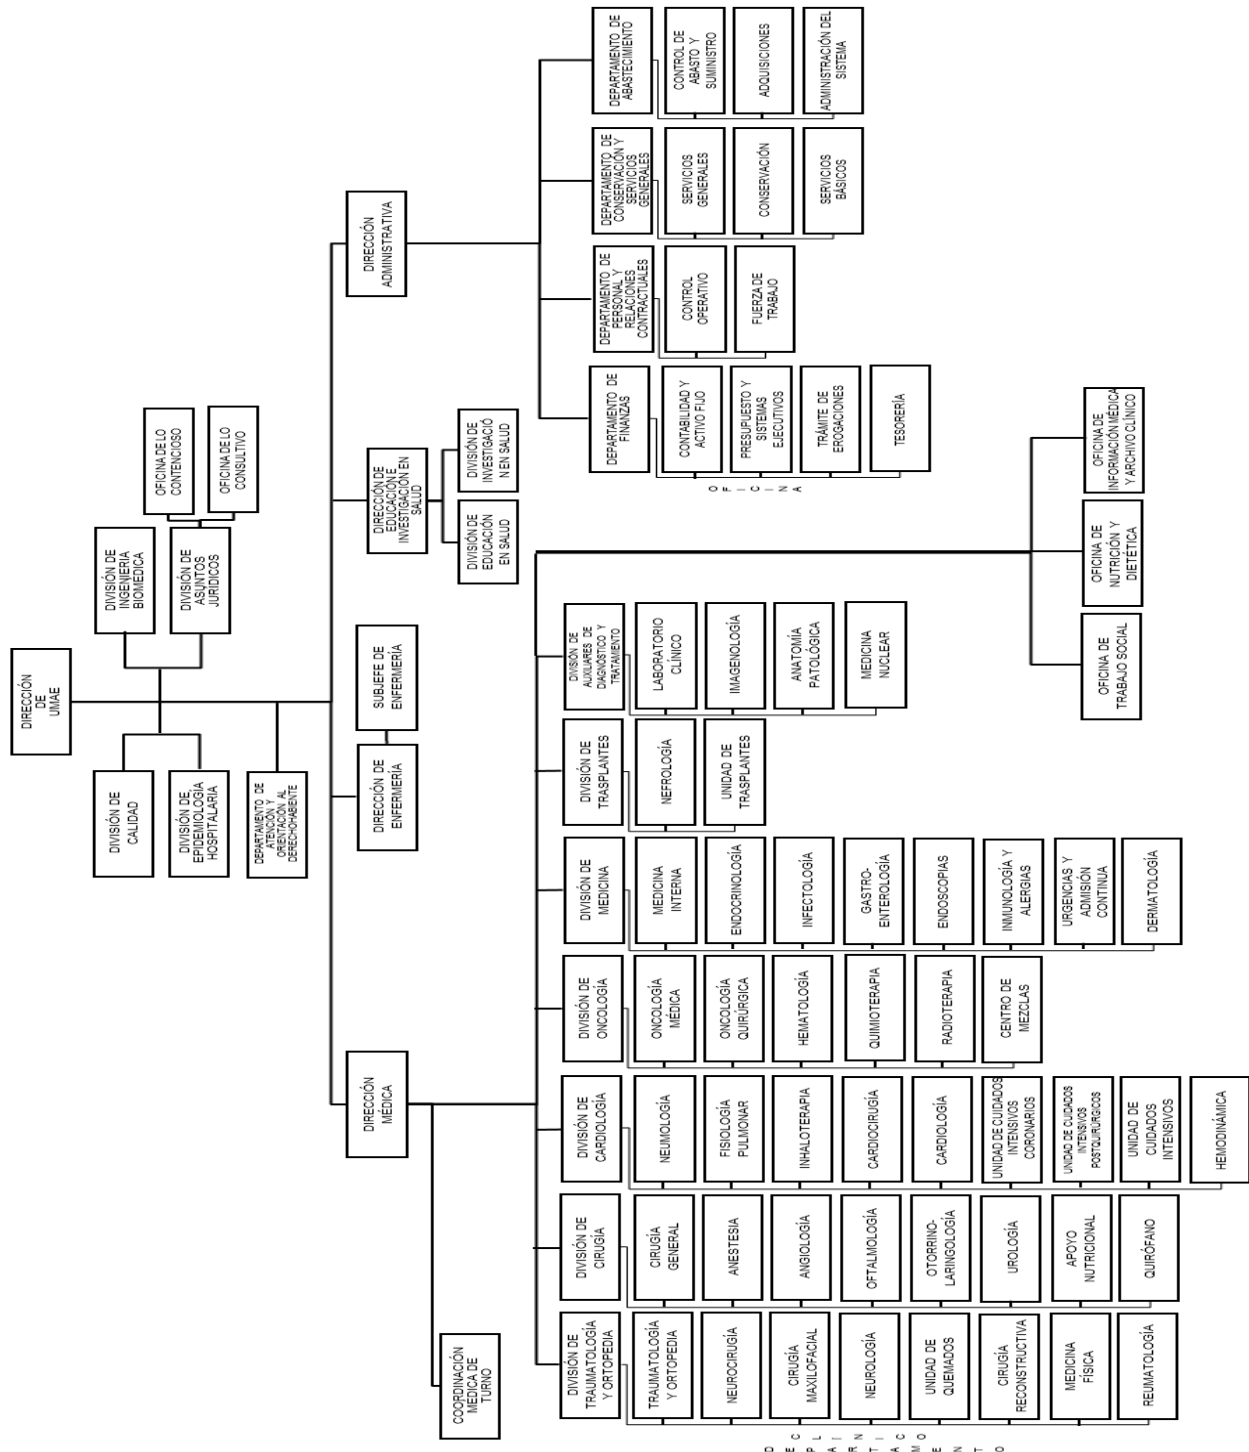 DIRECCIÓN
DE
UMAE
DIVISIÓN DE
CALIDAD
DIVISIÓN DE
INGENIERIA
BIOMEDICA
DIVISIÓN DE
EPIDEMIOLOGÍA
HOSPITALARIA
DIVISIÓN DE
ASUNTOS
JURÍDICOS
OFICINA DE LO
CONTENCIOSO
OFICINA DE LO
CONSULTIVO
DEPARTAMENTO DE
ATENCIÓN Y
ORIENTACIÓN AL
DERECHOHABIENTE
DIRECCIÓN
MÉDICA
DIRECCIÓN DE
ENFERMERÍA
SUBJEFE DE
ENFERMERÍA
DIRECCIÓN DE
EDUCACIÓN E
INVESTIGACIÓN EN
SALUD
DIRECCIÓN
ADMINISTRATIVA
COORDINACIÓN
MEDICA DE
TURNO
DIVISIÓN DE
EDUCACIÓN
EN SALUD
DIVISIÓN DE
INVESTIGACIÓ
N EN SALUD
DIVISIÓN DE
TRAUMATOLOGÍA
Y ORTOPEDIA
TRAUMATOLOGÍA
Y ORTOPEDIA
NEUROCIRUGÍA
CIRUGÍA
MAXILOFACIAL
NEUROLOGÍA
UNIDAD DE
QUEMADOS
CIRUGÍA
RECONSTRUCTIVA
MEDICINA
FÍSICA
REUMATOLOGÍA
DIVISIÓN DE
CIRUGÍA
CIRUGÍA
GENERAL
ANESTESIA
ANGIOLOGÍA
OFTALMOLOGÍA
OTORRINO-
LARINGOLOGÍA
UROLOGÍA
APOYO
NUTRICIONAL
QUIRÓFANO
DIVISIÓN DE
CARDIOLOGÍA
NEUMOLOGÍA
FISIOLOGÍA
PULMONAR
INHALOTERAPIA
CARDIOCIRUGÍA
CARDIOLOGÍA
UNIDAD DE CUIDADOS
INTENSIVOS
CORONARIOS
UNIDAD DE CUIDADOS
INTENSIVOS
POSTQUIRÚRGICOS
UNIDAD DE
CUIDADOS
INTENSIVOS
HEMODINÁMICA
DIVISIÓN DE
ONCOLOGÍA
ONCOLOGÍA
MÉDICA
ONCOLOGÍA
QUIRÚRGICA
HEMATOLOGÍA
QUIMIOTERAPIA
RADIOTERAPIA
CENTRO DE
MEZCLAS
DIVISIÓN DE
MEDICINA
MEDICINA
INTERNA
ENDOCRINOLOGÍA
INFECTOLOGÍA
GASTRO-
ENTEROLOGÍA
ENDOSCOPIAS
INMUNOLOGÍA Y
ALERGIAS
URGENCIAS Y
ADMISIÓN
CONTINUA
DERMATOLOGÍA
DIVISIÓN DE
TRASPLANTES
NEFROLOGÍA
UNIDAD DE
TRASPLANTES
DIVISIÓN DE
AUXILIARES DE
DIAGNÓSTICO Y
TRATAMIENTO
LABORATORIO
CLÍNICO
IMAGENOLOGÍA
ANATOMÍA
PATOLÓGICA
MEDICINA
NUCLEAR
DEPARTAMENTO DE
FINANZAS
CONTABILIDAD Y
ACTIVO FIJO
PRESUPUESTO Y
SISTEMAS
EJECUTIVOS
TRÁMITE DE
EROGACIONES
TESORERÍA
DEPARTAMENTO DE
PERSONAL Y
RELACIONES
CONTRACTUALES
CONTROL
OPERATIVO
FUERZA DE
TRABAJO
DEPARTAMENTO DE
CONSERVACIÓN Y
SERVICIOS
GENERALES
SERVICIOS
GENERALES
CONSERVACIÓN
SERVICIOS
BÁSICOS
DEPARTAMENTO DE
ABASTECIMIENTO
CONTROL DE
ABASTO Y
SUMINISTRO
ADQUISICIONES
ADMINISTRACIÓN DEL
SISTEMA
O
F
I
C
I
N
A
OFICINA DE
TRABAJO SOCIAL
OFICINA DE
NUTRICIÓN Y
DIETÉTICA
OFICINA DE
INFORMACIÓN MÉDICA
Y ARCHIVO CLÍNICO